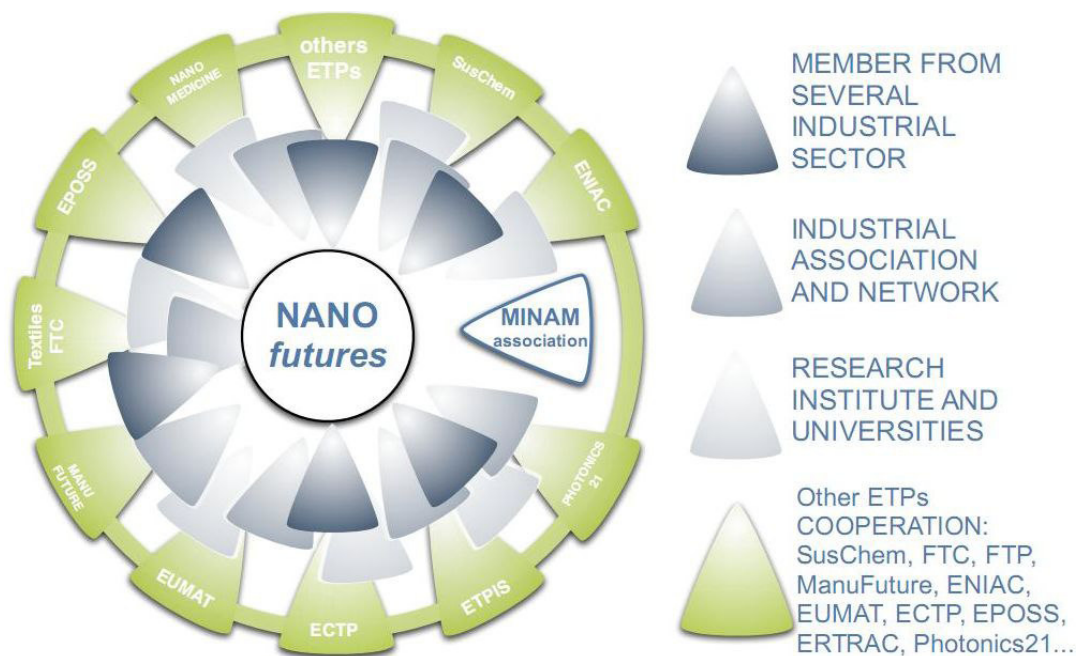 others
ETPs
SusChem
ENIAC
PHOTONICS
21
ETPIS
ECTP
EUMAT
MANU
FUTURE
Textiles
FTC
EPOSS
NANO
MEDICINE
NANO
futures
MINAM
association
MEMBER FROM
SEVERAL
INDUSTRIAL
SECTOR
INDUSTRIAL
ASSOCIATION
AND NETWORK
RESEARCH
INSTITUTE AND
UNIVERSITIES
Other ETPs
COOPERATION:
SusChem, FTC, FTP,
ManuFuture, ENIAC,
EUMAT, ECTP, EPOSS,
ERTRAC, Photonics21...